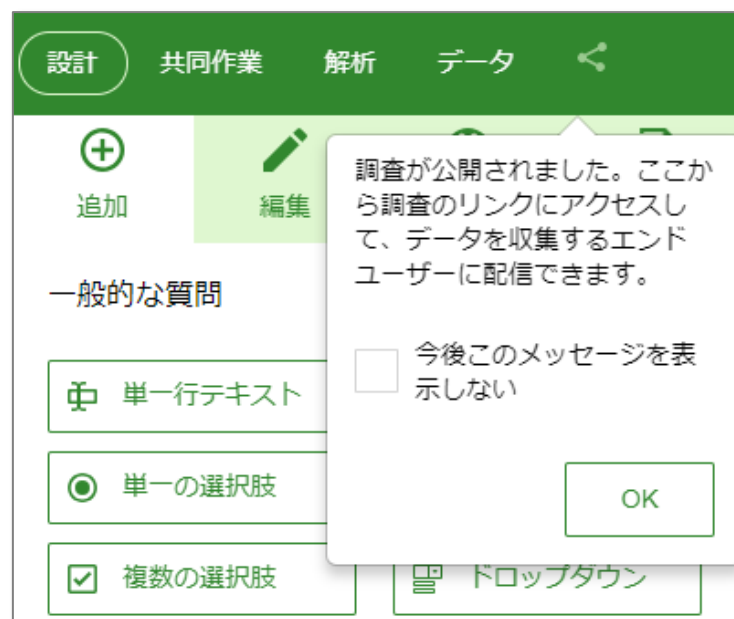 設計 共同作業 解析 データ
追加 編集
調査が公開されました。ここか
ら調査のリンクにアクセスし
て、データを収集するエンド
ユーザーに配信できます。
今後このメッセージを表
示しない
OK
一般的な質問
単一行テキスト
単一の選択肢
複数の選択肢 ドロップダウン